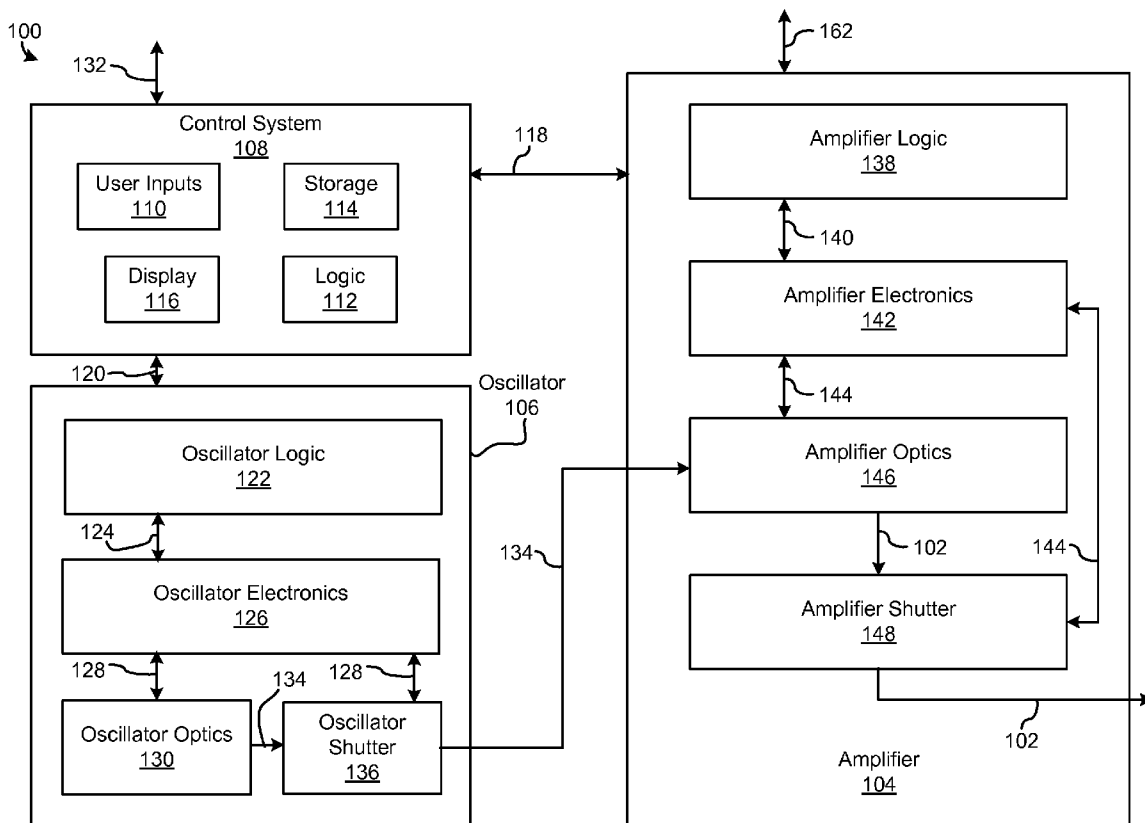 100
132
162
Control System
108
User Inputs
110
Storage
114
Display
116
Logic
112
118
Amplifier Logic
138
140
Amplifier Electronics
142
120
Oscillator
106
144
Oscillator Logic
122
Amplifier Optics
146
124
102
134
144
Oscillator Electronics
126
Amplifier Shutter
148
128
128
134
Oscillator Optics
130
Oscillator
Shutter
136
102
Amplifier
104